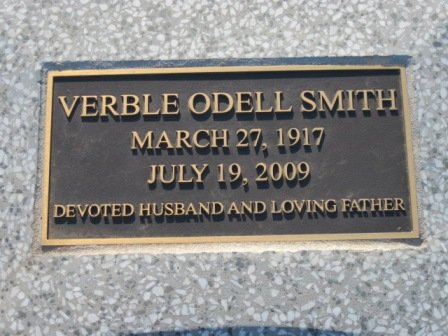 VERBLE ODELL SMITH
MARCH 27, 1917
JULY 19, 2009
DEVOTED HUSBAND AND LOVING FATHER